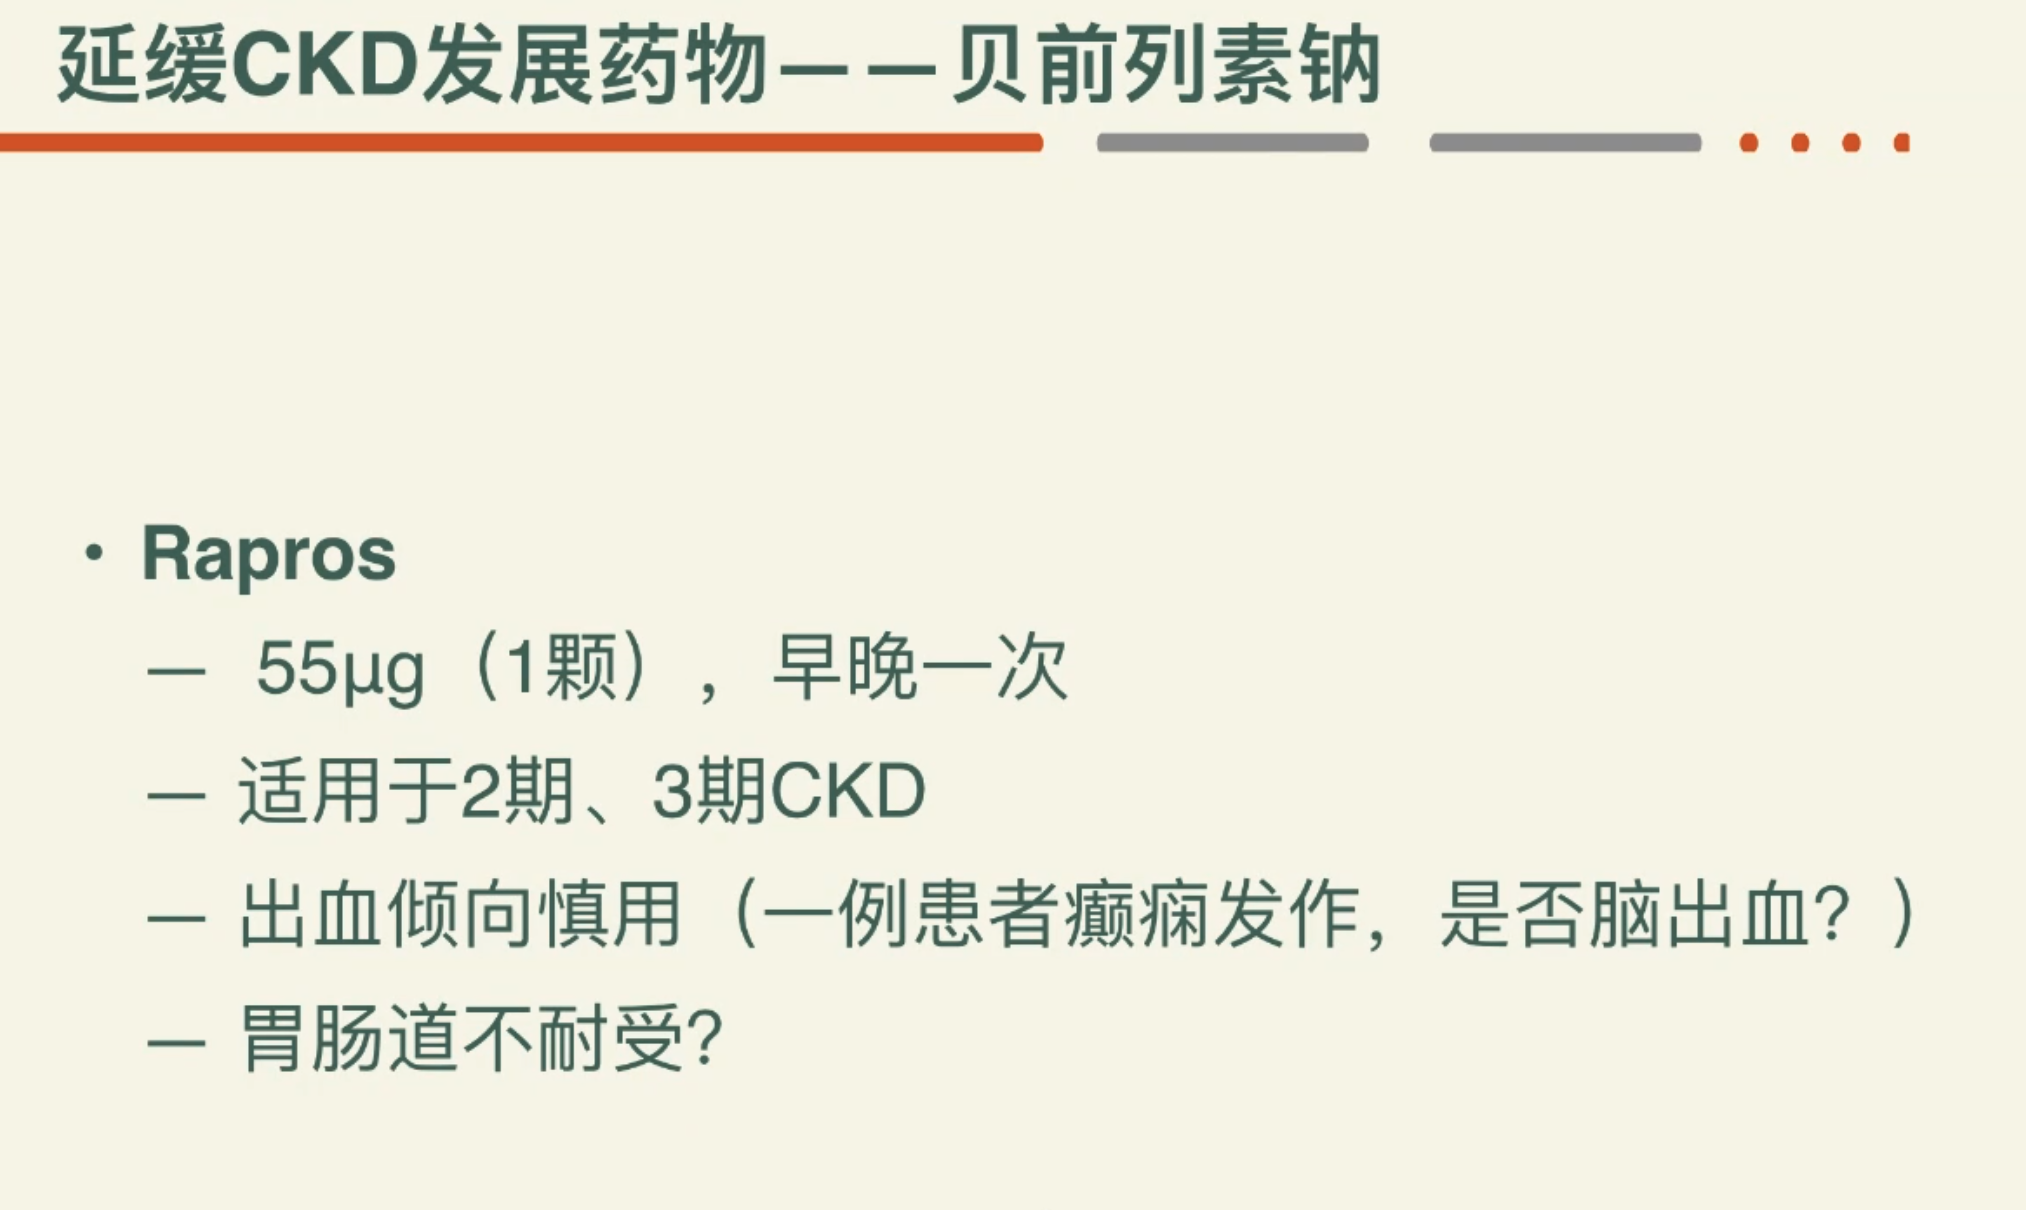 延缓CKD发展药物——贝前列素钠
• Rapros
— 55μg（1颗），早晚一次
— 适用于2期、3期CKD
— 出血倾向慎用（一例患者癫痫发作，是否脑出血？）
— 胃肠道不耐受？